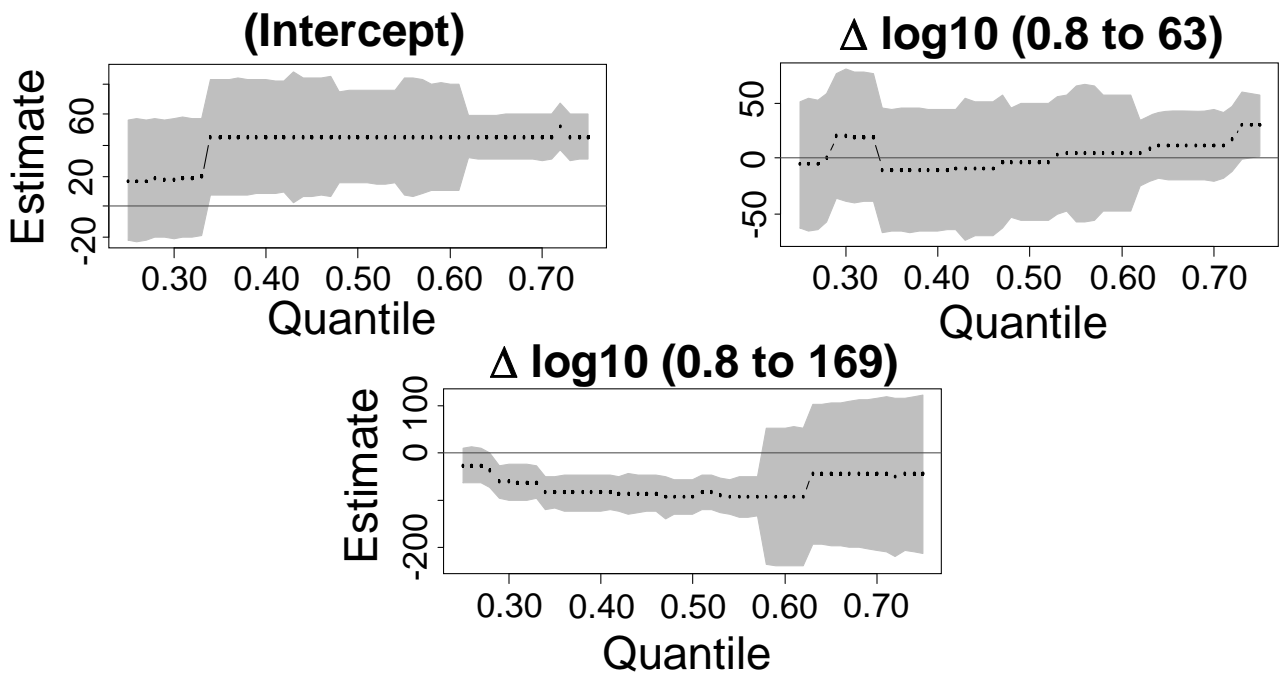 (Intercept)
Estimate
-20 20 60
0.30 0.40 0.50 0.60 0.70
Quantile
Δ log10 (0.8 to 63)
-50 0 50
0.30 0.40 0.50 0.60 0.70
Quantile
Δ log10 (0.8 to 169)
Estimate
-200 0 100
0.30 0.40 0.50 0.60 0.70
Quantile